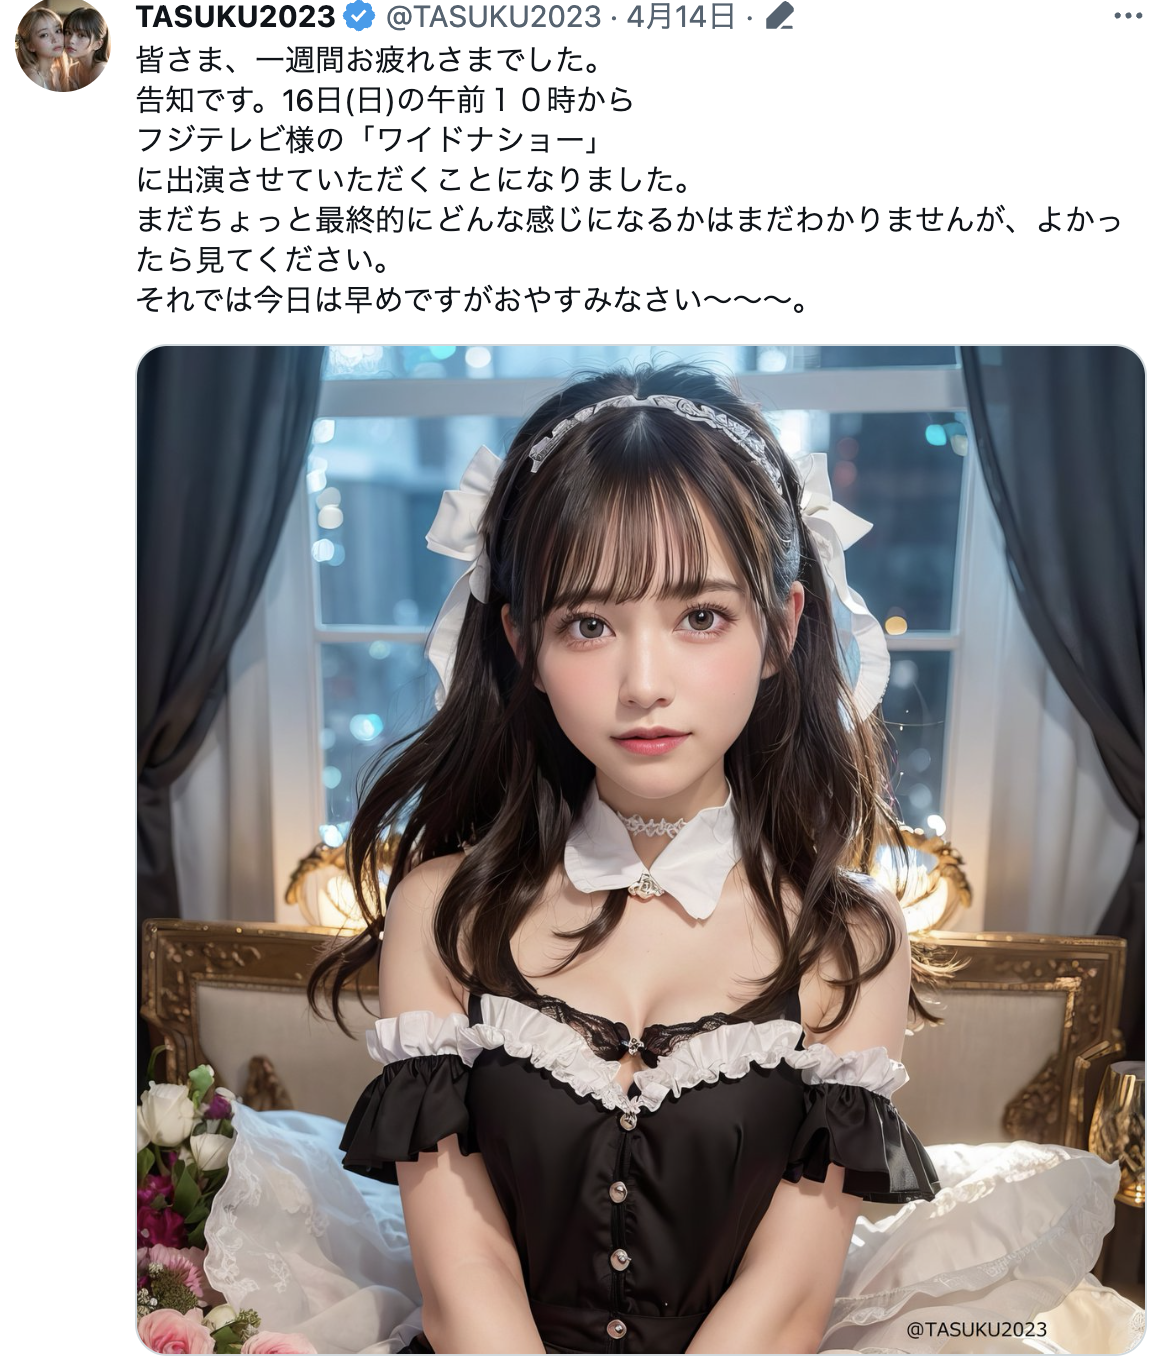 TASUKU2023 @TASUKU2023 · 4月14日 ·
皆さま、一週間お疲れさまでした。
告知です。16日(日)の午前１０時から
フジテレビ様の「ワイドナショー」
に出演させていただくことになりました。
まだちょっと最終的にどんな感じになるかはまだわかりませんが、よかっ
たら見てください。
それでは今日は早めですがおやすみなさい〜〜〜。
@TASUKU2023